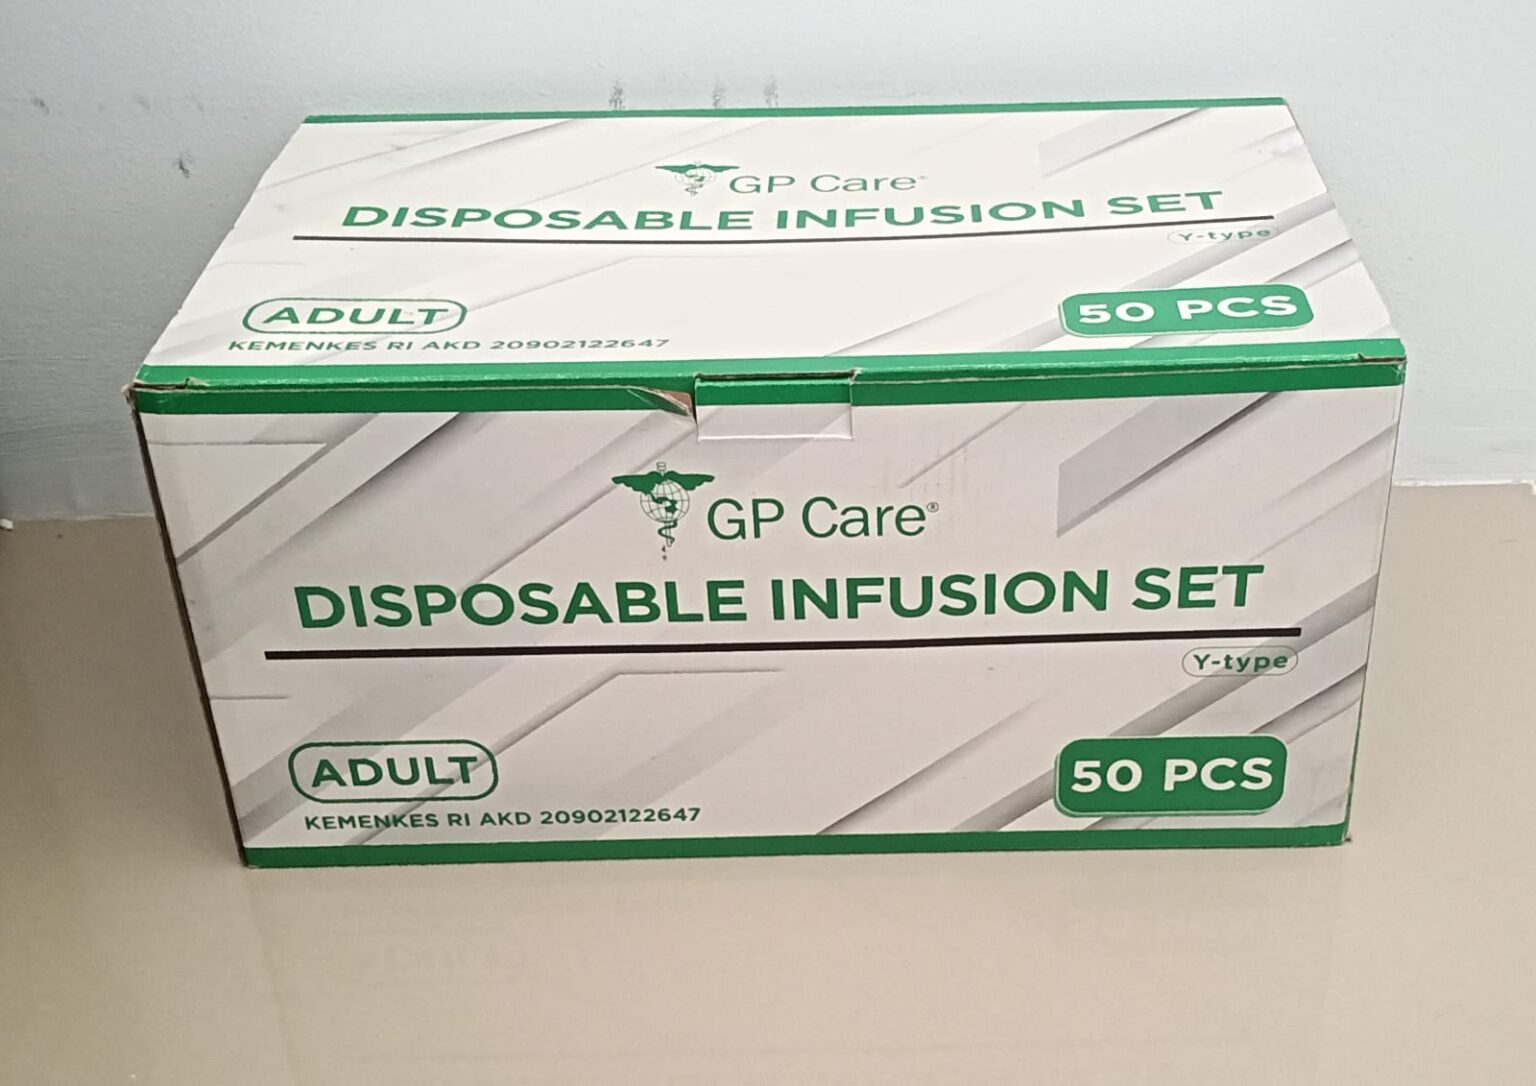 GP Care®
DISPOSABLE INFUSION SET
Y-type
ADULT
50 PCS
KEMENKES RI AKD 20902122647
GP Care®
DISPOSABLE INFUSION SET
Y-type
ADULT
50 PCS
KEMENKES RI AKD 20902122647